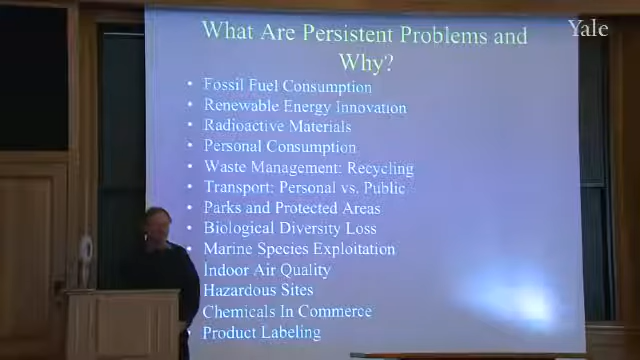 What Are Persistent Problems and
Why?
Yale
• Fossil Fuel Consumption
• Renewable Energy Innovation
• Radioactive Materials
• Personal Consumption
• Waste Management: Recycling
• Transport: Personal vs. Public
• Parks and Protected Areas
• Biological Diversity Loss
• Marine Species Exploitation
Indoor Air Quality
Hazardous Sites
Chemicals In Commerce
• Product Labeling